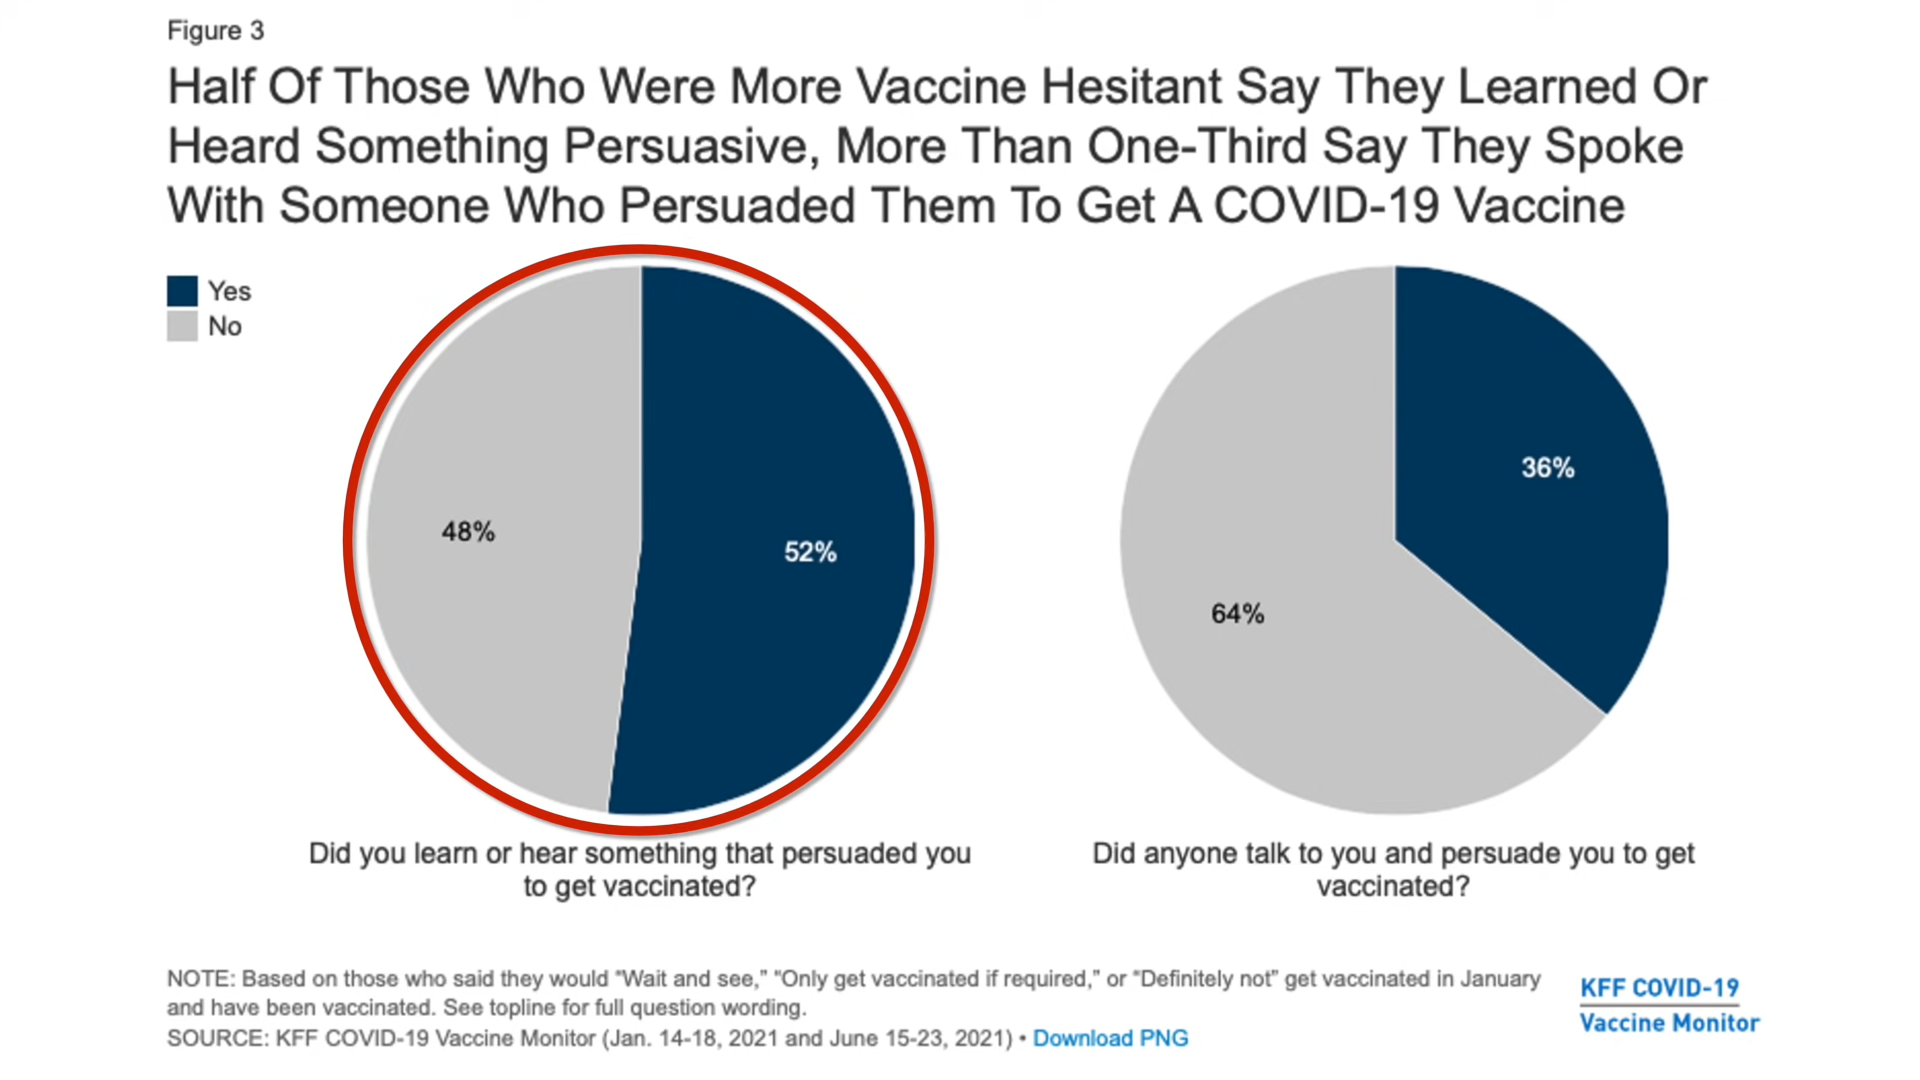 Figure 3
Half Of Those Who Were More Vaccine Hesitant Say They Learned Or
Heard Something Persuasive, More Than One-Third Say They Spoke
With Someone Who Persuaded Them To Get A COVID-19 Vaccine
Yes
No
48%
52%
Did you learn or hear something that persuaded you
to get vaccinated?
36%
64%
Did anyone talk to you and persuade you to get
vaccinated?
NOTE: Based on those who said they would “Wait and see,” “Only get vaccinated if required,” or “Definitely not” get vaccinated in January
and have been vaccinated. See topline for full question wording.
SOURCE: KFF COVID-19 Vaccine Monitor (Jan. 14-18, 2021 and June 15-23, 2021) • Download PNG
KFF COVID-19
Vaccine Monitor